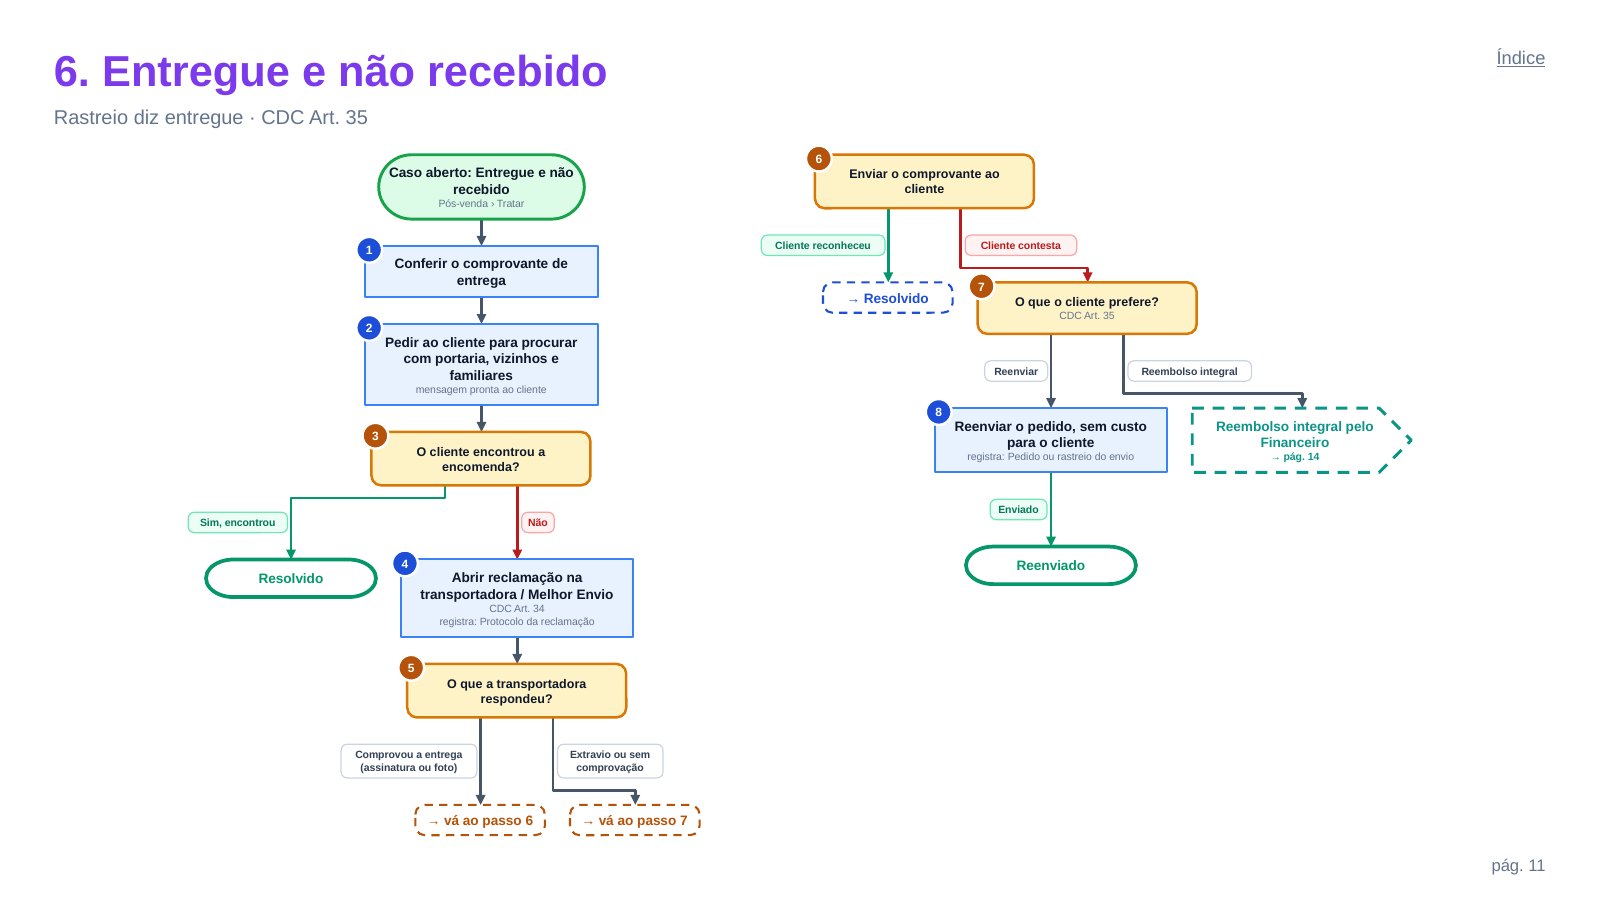 6. Entregue e não recebido
Índice
Rastreio diz entregue · CDC Art. 35
Caso aberto: Entregue e não
recebido
Pós-venda › Tratar
1
Conferir o comprovante de
entrega
2
Pedir ao cliente para procurar
com portaria, vizinhos e
familiares
mensagem pronta ao cliente
3
O cliente encontrou a
encomenda?
Sim, encontrou
Não
Resolvido
4
Abrir reclamação na
transportadora / Melhor Envio
CDC Art. 34
registra: Protocolo da reclamação
5
O que a transportadora
respondeu?
Comprovou a entrega
(assinatura ou foto)
Extravio ou sem
comprovação
→ vá ao passo 6
→ vá ao passo 7
6
Enviar o comprovante ao
cliente
Cliente reconheceu
Cliente contesta
→ Resolvido
7
O que o cliente prefere?
CDC Art. 35
Reenviar
Reembolso integral
8
Reenviar o pedido, sem custo
para o cliente
registra: Pedido ou rastreio do envio
Reembolso integral pelo
Financeiro
→ pág. 14
Enviado
Reenviado
pág. 11